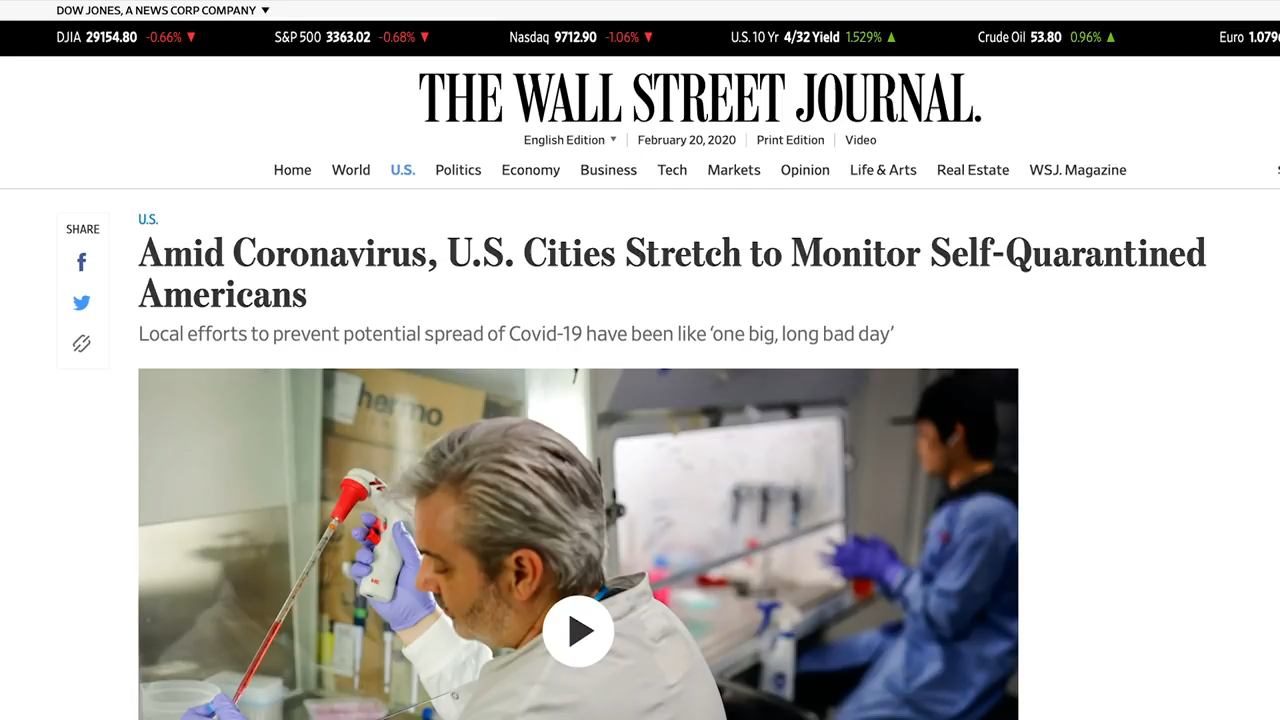 DOW JONES, A NEWS CORP COMPANY
DJIA 29154.80 -0.66% S&P 500 3363.02 -0.68% Nasdaq 9712.90 -1.06% U.S. 10 Yr 4/32 Yield 1.529% Crude Oil 53.80 0.96% Euro
THE WALL STREET JOURNAL.
English Edition February 20, 2020 Print Edition Video
Home World U.S. Politics Economy Business Tech Markets Opinion Life & Arts Real Estate WSJ. Magazine
SHARE
U.S.
Amid Coronavirus, U.S. Cities Stretch to Monitor Self-Quarantined
Americans
Local efforts to prevent potential spread of Covid-19 have been like ‘one big, long bad day’